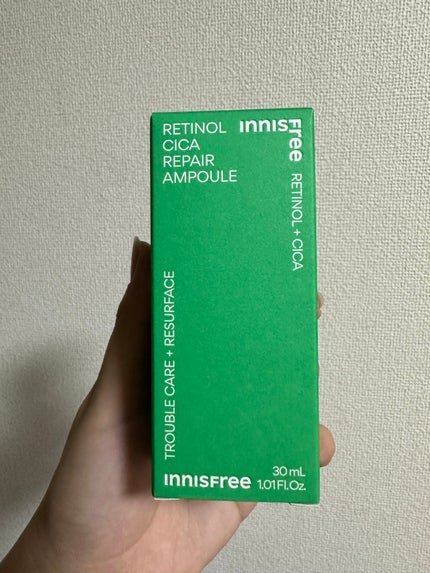 RETINOL
CICA
REPAIR
AMPOULE
innisfree
RETINOL + CICA
TROUBLE CARE + RESURFACE
innisfree
30 mL
1.01 Fl.Oz.